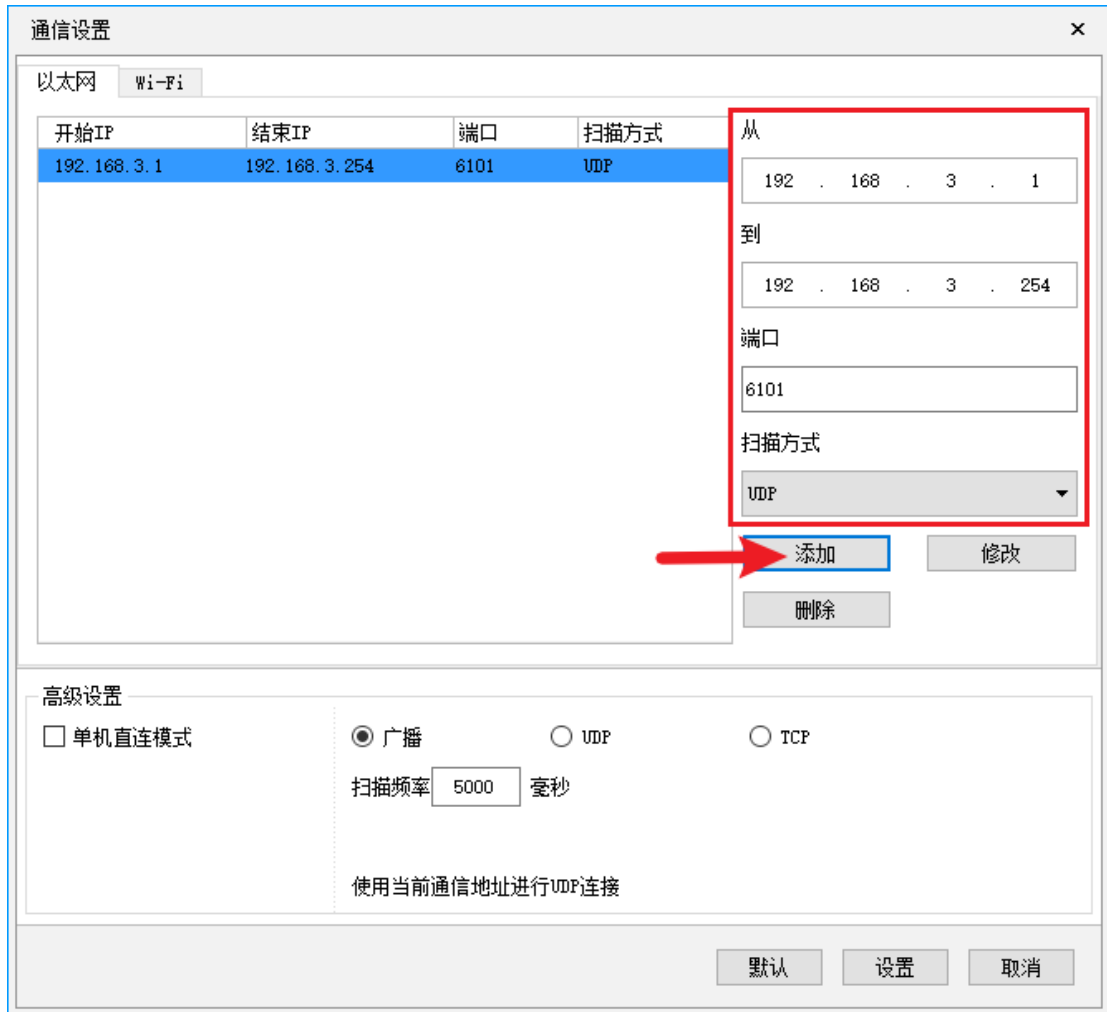 通信设置
以太网 Wi-Fi
开始IP 结束IP 端口 扫描方式
192.168.3.1 192.168.3.254 6101 UDP
从
192 . 168 . 3 . 1
到
192 . 168 . 3 . 254
端口
6101
扫描方式
UDP
添加 修改
删除
高级设置
单机直连模式 广播 UDP TCP
扫描频率 5000 毫秒
使用当前通信地址进行UDP连接
默认 设置 取消